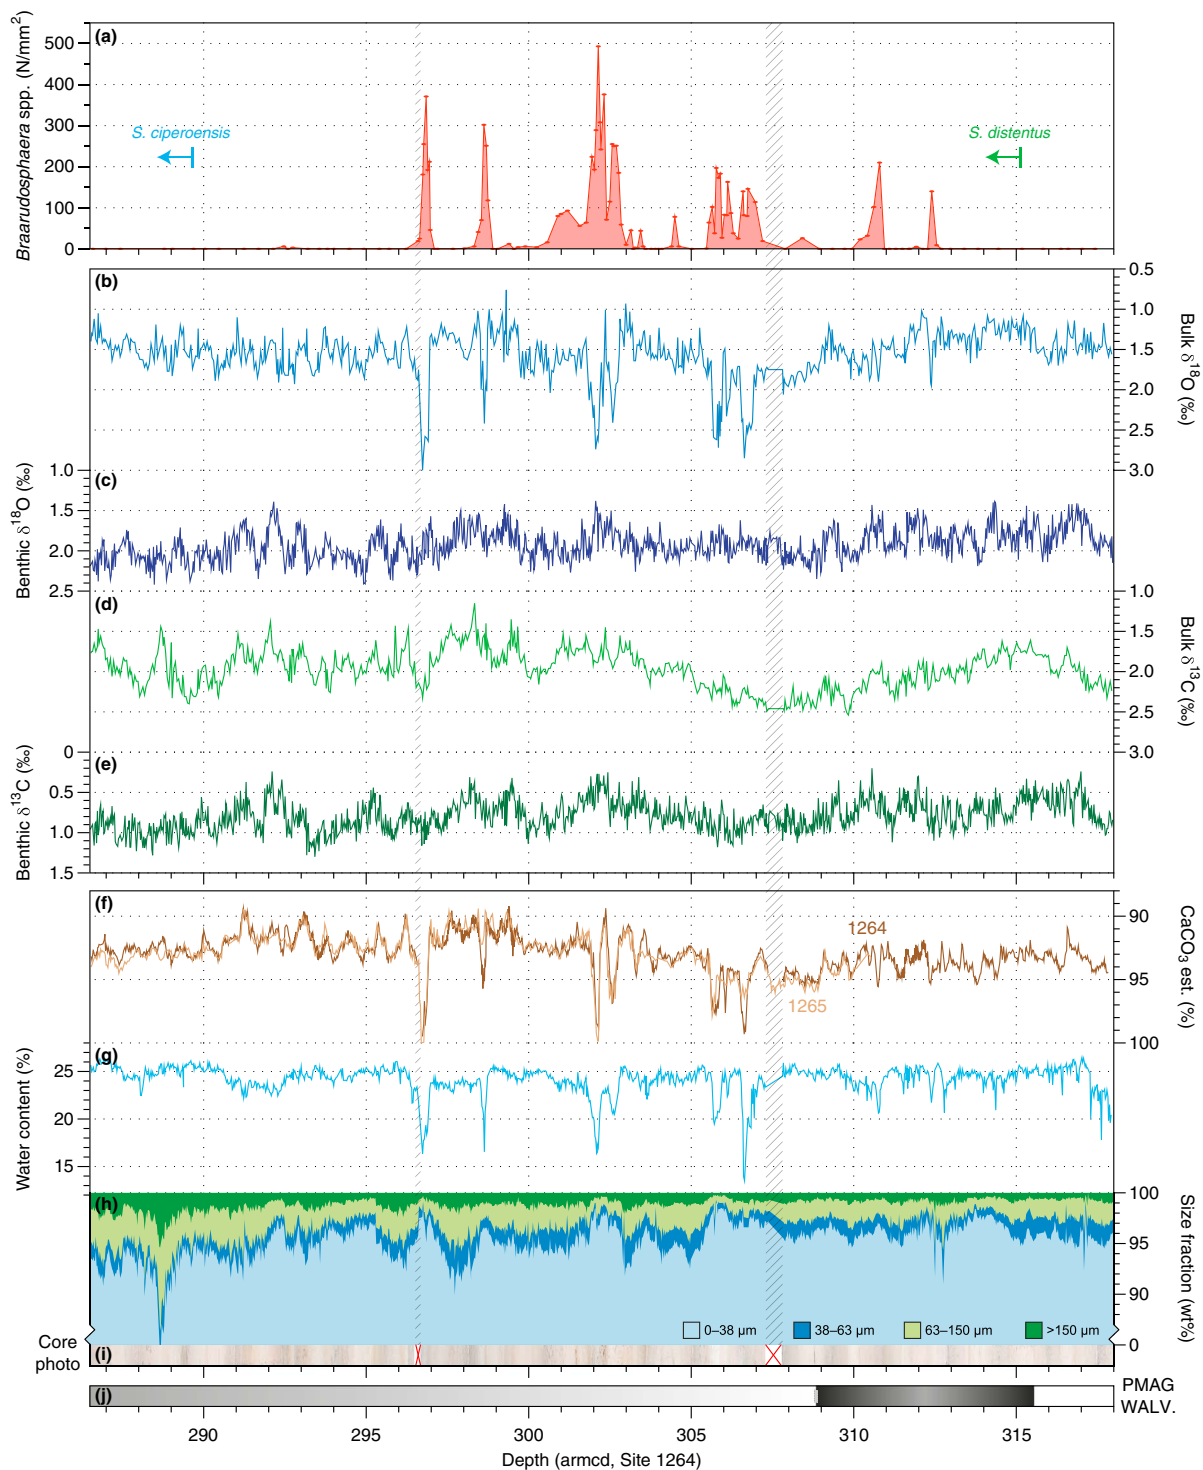 (a)
Braarudosphaera spp. (N/mm²)
500
400
300
200
100
0
S. ciperoensis
S. distentus
(b)
0.5
1.0
1.5
2.0
2.5
3.0
Bulk δ¹⁸O (‰)
(c)
Benthic δ¹⁸O (‰)
1.0
1.5
2.0
2.5
(d)
1.0
1.5
2.0
2.5
3.0
Bulk δ¹³C (‰)
(e)
Benthic δ¹³C (‰)
0
0.5
1.0
1.5
(f)
1264
1265
90
95
100
CaCO₃ est. (%)
(g)
Water content (%)
25
20
15
(h)
100
95
90
0
Size fraction (wt%)
0–38 μm
38–63 μm
63–150 μm
>150 μm
Core
photo
(i)
(j)
PMAG
WALV.
290
295
300
305
310
315
Depth (armcd, Site 1264)